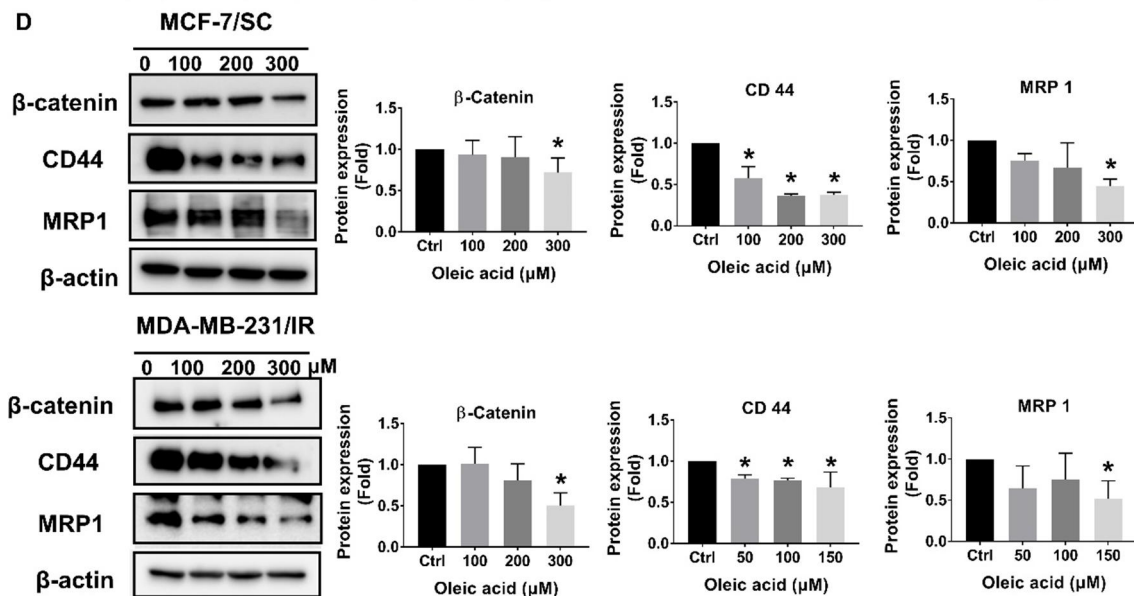 D
MCF-7/SC
0 100 200 300
β-catenin
CD44
MRP1
β-actin
β-Catenin
Protein expression
(Fold)
1.5
1.0
0.5
0.0
*
Ctrl 100 200 300
Oleic acid (μM)
CD 44
Protein expression
(Fold)
1.5
1.0
0.5
0.0
* * *
Ctrl 100 200 300
Oleic acid (μM)
MRP 1
Protein expression
(Fold)
1.5
1.0
0.5
0.0
*
Ctrl 100 200 300
Oleic acid (μM)
MDA-MB-231/IR
0 100 200 300 μM
β-catenin
CD44
MRP1
β-actin
β-Catenin
Protein expression
(Fold)
1.5
1.0
0.5
0.0
*
Ctrl 100 200 300
Oleic acid (μM)
CD 44
Protein expression
(Fold)
1.5
1.0
0.5
0.0
* * *
Ctrl 50 100 150
Oleic acid (μM)
MRP 1
Protein expression
(Fold)
1.5
1.0
0.5
0.0
*
Ctrl 50 100 150
Oleic acid (μM)